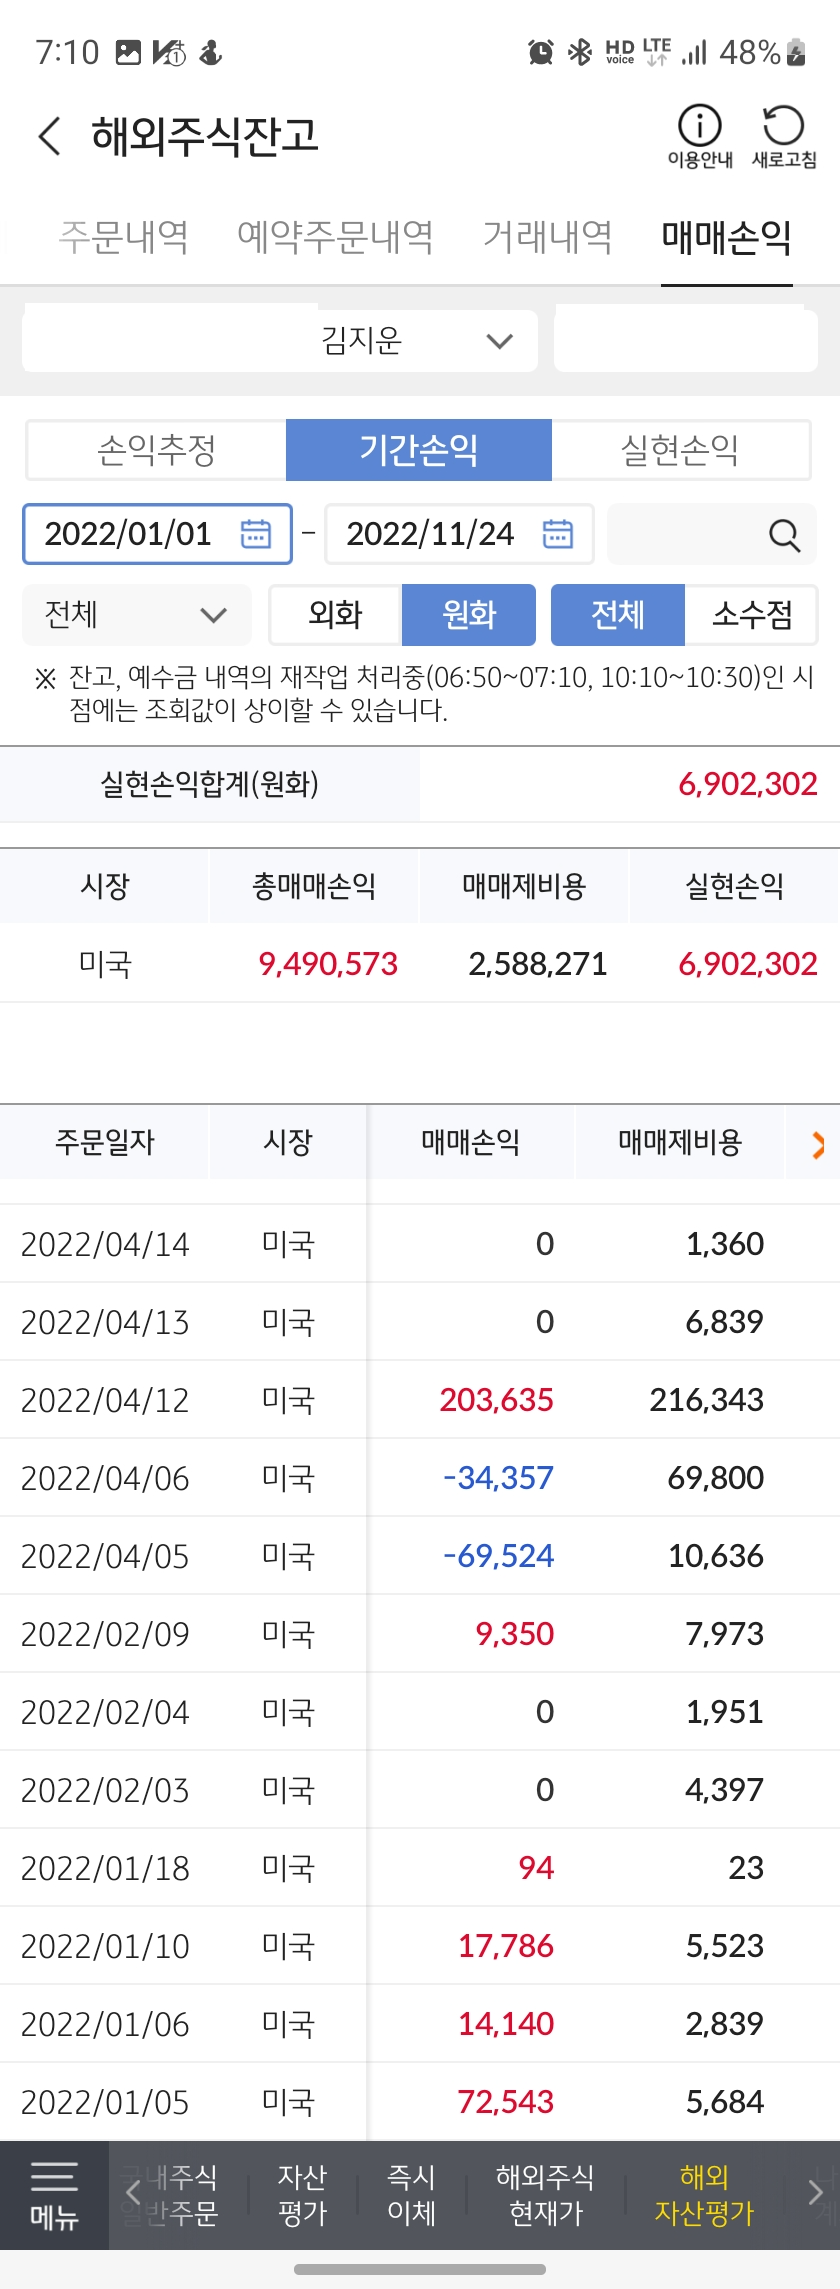 7:10 HD voice LTE 48%
해외주식잔고
이용안내 새로고침
주문내역 예약주문내역 거래내역 매매손익
김지운
손익추정 기간손익 실현손익
2022/01/01 - 2022/11/24
전체 외화 원화 전체 소수점
※ 잔고, 예수금 내역의 재작업 처리중(06:50~07:10, 10:10~10:30)인 시
점에는 조회값이 상이할 수 있습니다.
실현손익합계(원화) 6,902,302
시장 총매매손익 매매제비용 실현손익
미국 9,490,573 2,588,271 6,902,302
주문일자 시장 매매손익 매매제비용
2022/04/14 미국 0 1,360
2022/04/13 미국 0 6,839
2022/04/12 미국 203,635 216,343
2022/04/06 미국 -34,357 69,800
2022/04/05 미국 -69,524 10,636
2022/02/09 미국 9,350 7,973
2022/02/04 미국 0 1,951
2022/02/03 미국 0 4,397
2022/01/18 미국 94 23
2022/01/10 미국 17,786 5,523
2022/01/06 미국 14,140 2,839
2022/01/05 미국 72,543 5,684
국내주식 자산 즉시 해외주식 해외
메뉴 일반주문 평가 이체 현재가 자산평가